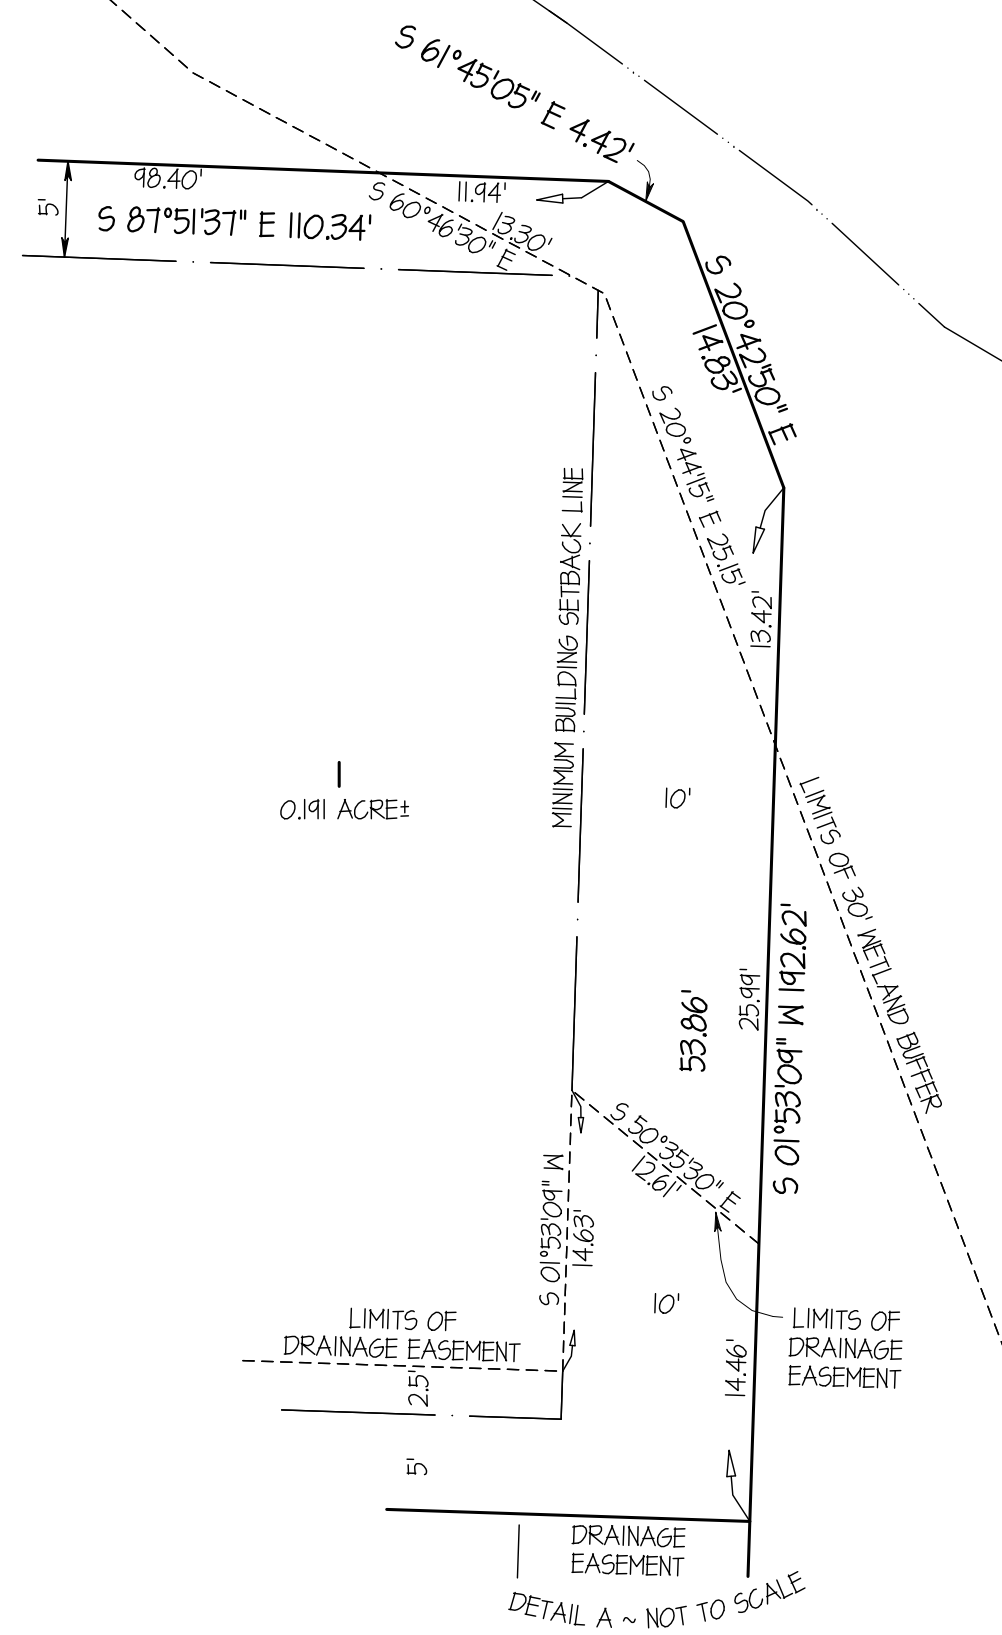 S 61°45'05" E 4.42'
98.40'
11.94'
5'
S 87°51'37" E 110.34'
S 60°46'30" E
13.30'
S 20°42'50" E
14.83'
S 20°44'15" E 25.15'
MINIMUM BUILDING SETBACK LINE
13.42'
1
0.191 ACRE±
10'
LIMITS OF 30' WETLAND BUFFER
25.99'
S 01°53'09" W 192.62'
53.86'
S 50°35'30" E
12.61'
S 01°53'09" W
14.63'
10'
LIMITS OF
DRAINAGE EASEMENT
LIMITS OF
DRAINAGE
EASEMENT
14.46'
2.5'
5'
DRAINAGE
EASEMENT
DETAIL A ~ NOT TO SCALE